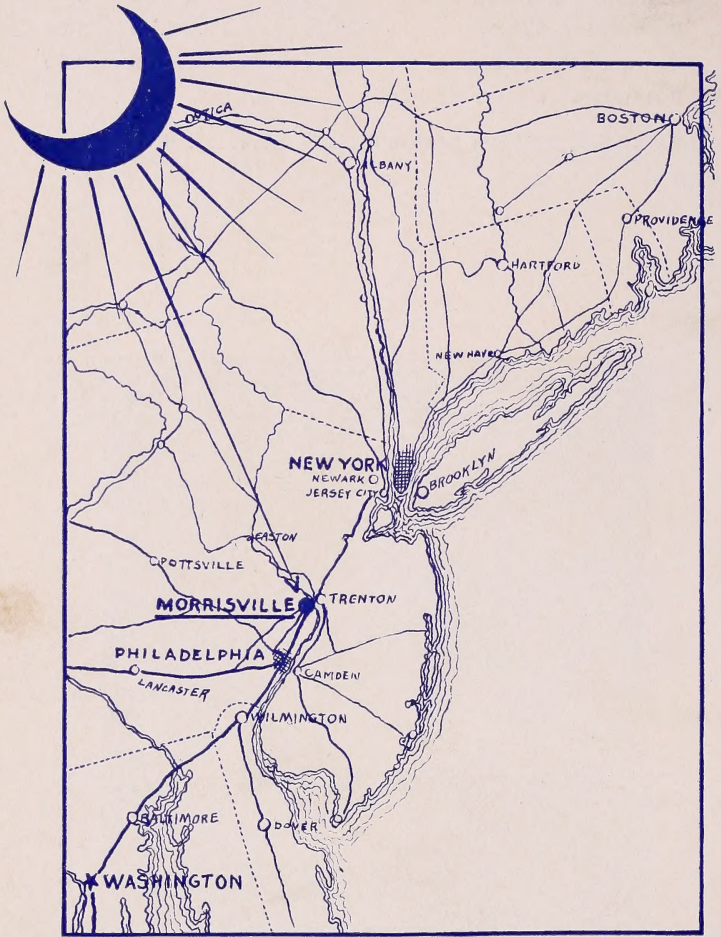 UTICA
BOSTON
ALBANY
PROVIDENCE
HARTFORD
NEW HAVEN
NEW YORK
NEWARK
JERSEY CITY
BROOKLYN
EASTON
POTTSVILLE
MORRISVILLE
TRENTON
PHILADELPHIA
CAMDEN
LANCASTER
WILMINGTON
BALTIMORE
DOVER
WASHINGTON